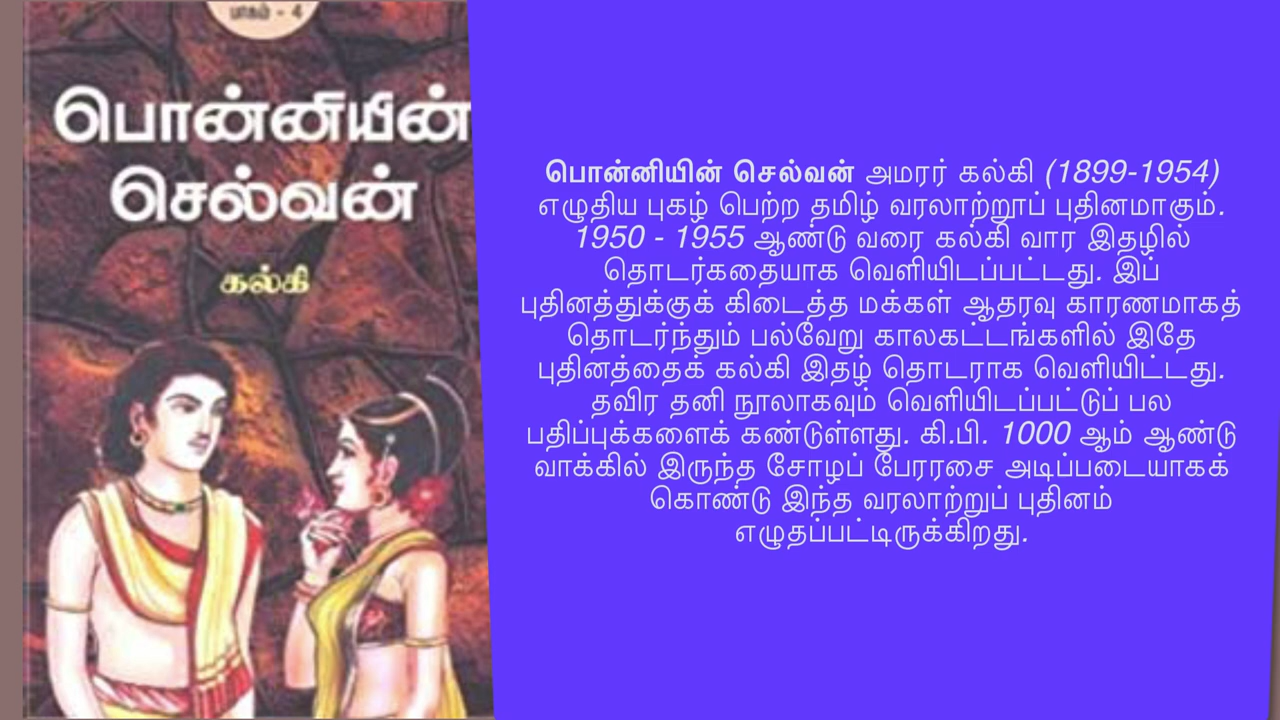 பாகம் - 4
பொன்னியின்
செல்வன்
கல்கி
பொன்னியின் செல்வன் அமரர் கல்கி (1899-1954)
எழுதிய புகழ் பெற்ற தமிழ் வரலாற்றூப் புதினமாகும்.
1950 - 1955 ஆண்டு வரை கல்கி வார இதழில்
தொடர்கதையாக வெளியிடப்பட்டது. இப்
புதினத்துக்குக் கிடைத்த மக்கள் ஆதரவு காரணமாகத்
தொடர்ந்தும் பல்வேறு காலகட்டங்களில் இதே
புதினத்தைக் கல்கி இதழ் தொடராக வெளியிட்டது.
தவிர தனி நூலாகவும் வெளியிடப்பட்டுப் பல
பதிப்புக்களைக் கண்டுள்ளது. கி.பி. 1000 ஆம் ஆண்டு
வாக்கில் இருந்த சோழப் பேரரசை அடிப்படையாகக்
கொண்டு இந்த வரலாற்றுப் புதினம்
எழுதப்பட்டிருக்கிறது.